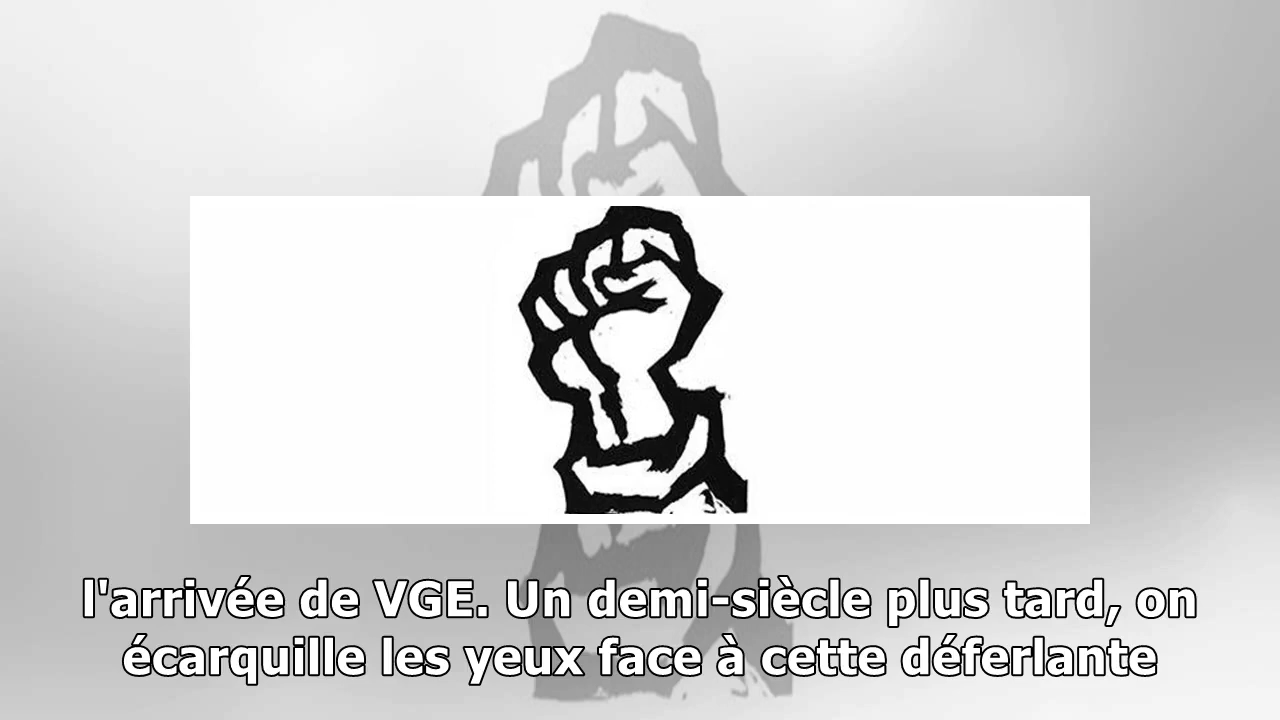 l'arrivée de VGE. Un demi-siècle plus tard, on
écarquille les yeux face à cette déferlante